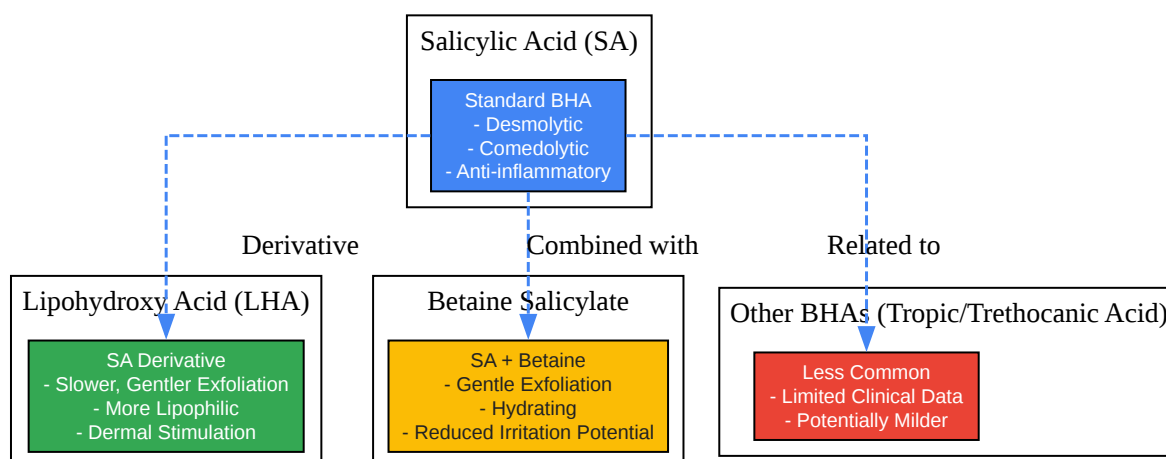 Salicylic Acid (SA)
Standard BHA
- Desmolytic
- Comedolytic
- Anti-inflammatory
Derivative
Combined with
Related to
Lipohydroxy Acid (LHA)
SA Derivative
- Slower, Gentler Exfoliation
- More Lipophilic
- Dermal Stimulation
Betaine Salicylate
SA + Betaine
- Gentle Exfoliation
- Hydrating
- Reduced Irritation Potential
Other BHAs (Tropic/Trethocanic Acid)
Less Common
- Limited Clinical Data
- Potentially Milder